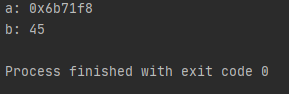 a: 0x6b71f8
b: 45
Process finished with exit code 0